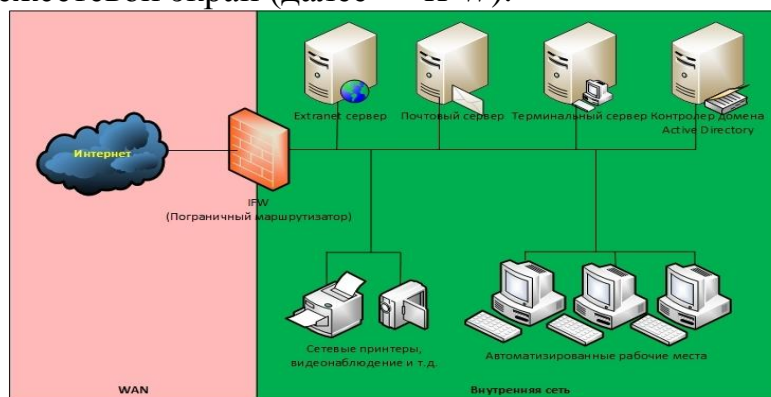 (далее
Extranet сервер
Почтовый сервер
Терминальный сервер
Контролер домена
Active Directory
Интернет
IFW
(Пограничный маршрутизатор)
Сетевые принтеры,
видеонаблюдение и т.д.
Автоматизированные рабочие места
WAN
Внутренняя сеть